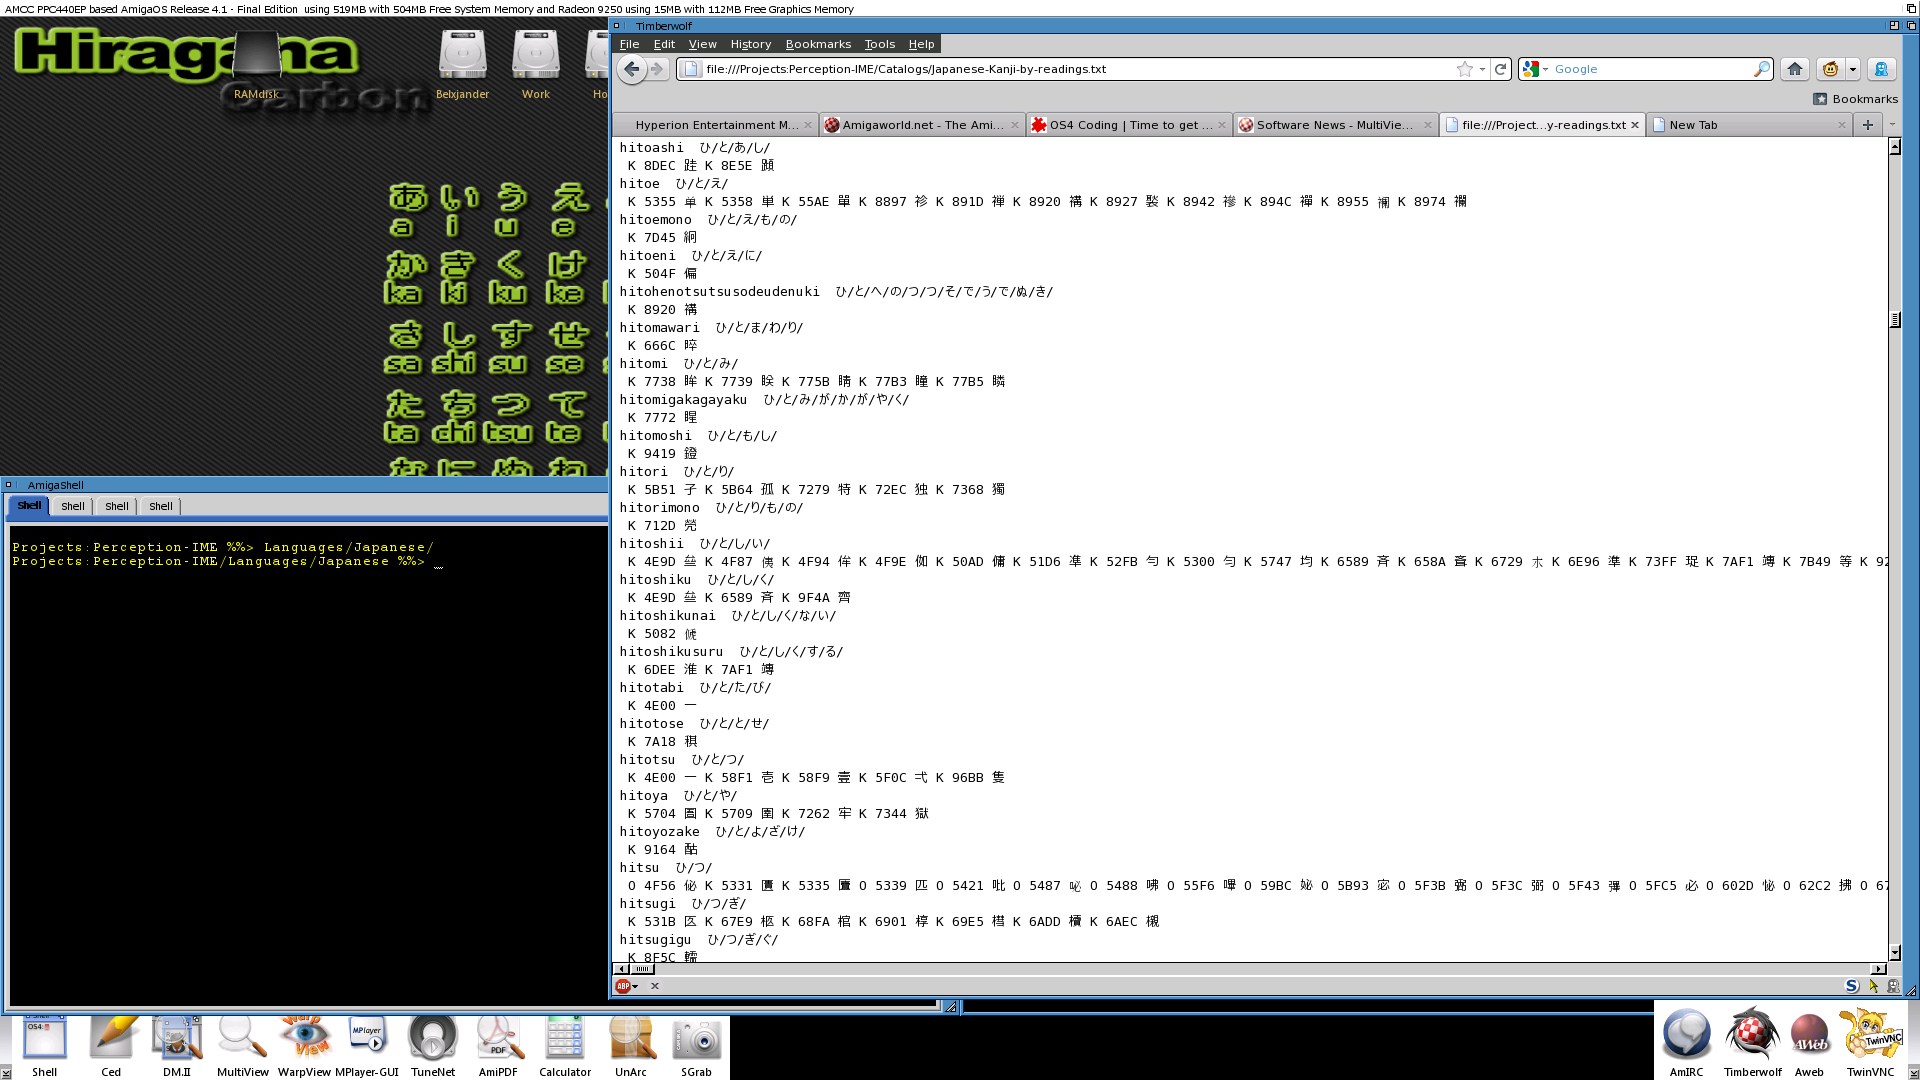 AMCC PPC440EP based AmigaOS Release 4.1 - Final Edition  using 519MB with 504MB Free System Memory and Radeon 9250 using 15MB with 112MB Free Graphics Memory
Hiragana
Carbon
RAMdisk
Belxjander
Work
Ho
あ い う え
a i u e
か き く け
ka ki ku ke
さ し す せ
sa shi su se
た ち つ て
ta chi tsu te
な に ぬ ね
AmigaShell
Shell Shell Shell Shell
Projects:Perception-IME %%> Languages/Japanese/
Projects:Perception-IME/Languages/Japanese %%> _
Timberwolf
File Edit View History Bookmarks Tools Help
file:///Projects:Perception-IME/Catalogs/Japanese-Kanji-by-readings.txt
Google
Bookmarks
Hyperion Entertainment M...
Amigaworld.net - The Ami...
OS4 Coding | Time to get ...
Software News - MultiVie...
file:///Project...y-readings.txt
New Tab
hitoashi  ひ/と/あ/し/
K 8DEC 跬 K 8E5E 蹞
hitoe  ひ/と/え/
K 5355 单 K 5358 単 K 55AE 單 K 8897 袗 K 891D 褝 K 8920 褠 K 8927 褧 K 8942 襂 K 894C 襌 K 8955 襕 K 8974 襴
hitoemono  ひ/と/え/も/の/
K 7D45 絅
hitoeni  ひ/と/え/に/
K 504F 偏
hitohenotsutsusodeudenuki  ひ/と/へ/の/つ/つ/そ/で/う/で/ぬ/き/
K 8920 褠
hitomawari  ひ/と/ま/わ/り/
K 666C 晬
hitomi  ひ/と/み/
K 7738 眸 K 7739 眹 K 775B 睛 K 77B3 瞳 K 77B5 瞵
hitomigakagayaku  ひ/と/み/が/か/が/や/く/
K 7772 睲
hitomoshi  ひ/と/も/し/
K 9419 鐙
hitori  ひ/と/り/
K 5B51 孑 K 5B64 孤 K 7279 特 K 72EC 独 K 7368 獨
hitorimono  ひ/と/り/も/の/
K 712D 焭
hitoshii  ひ/と/し/い/
K 4E9D 亝 K 4F87 侇 K 4F94 侔 K 4F9E 侞 K 50AD 傭 K 51D6 准 K 52FB 勻 K 5300 匀 K 5747 均 K 6589 斉 K 658A 斊 K 6729 朩 K 6E96 準 K 73FF 珿 K 7AF1 竱 K 7B49 等 K 92
hitoshiku  ひ/と/し/く/
K 4E9D 亝 K 6589 斉 K 9F4A 齊
hitoshikunai  ひ/と/し/く/な/い/
K 5082 傂
hitoshikusuru  ひ/と/し/く/す/る/
K 6DEE 淮 K 7AF1 竱
hitotabi  ひ/と/た/び/
K 4E00 一
hitotose  ひ/と/と/せ/
K 7A18 稘
hitotsu  ひ/と/つ/
K 4E00 一 K 58F1 壱 K 58F9 壹 K 5F0C 弌 K 96BB 隻
hitoya  ひ/と/や/
K 5704 圄 K 5709 圉 K 7262 牢 K 7344 獄
hitoyozake  ひ/と/よ/ざ/け/
K 9164 酤
hitsu  ひ/つ/
O 4F56 佖 K 5331 匱 K 5335 匵 O 5339 匹 O 5421 吡 O 5487 咇 O 5488 咈 O 55F6 嗶 O 59BC 妼 O 5B93 宓 O 5F3B 弻 O 5F3C 弼 O 5F43 彃 O 5FC5 必 O 602D 怭 O 62C2 拂 O 67
hitsugi  ひ/つ/ぎ/
K 531B 匛 K 67E9 柩 K 68FA 棺 K 6901 椁 K 69E5 槥 K 6ADD 櫝 K 6AEC 櫬
hitsugigu  ひ/つ/ぎ/ぐ/
K 8F5C 轜
ABP
Shell
Ced
DM.II
MultiView
WarpView
MPlayer-GUI
TuneNet
AmiPDF
Calculator
UnArc
SGrab
AmIRC
Timberwolf
Aweb
TwinVNC